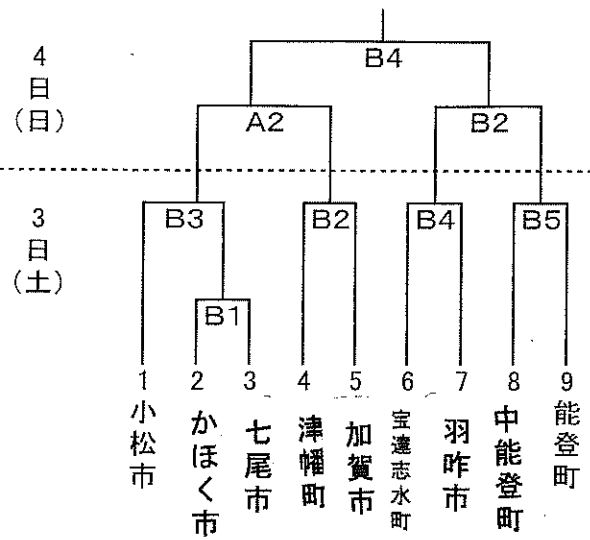 B4
4日(日)
A2
B2
3日(土)
B3
B2
B4
B5
B1
1
2
3
4
5
6
7
8
9
小松市
かほく市
七尾市
津幡町
加賀市
宝達志水町
羽咋市
中能登町
能登町